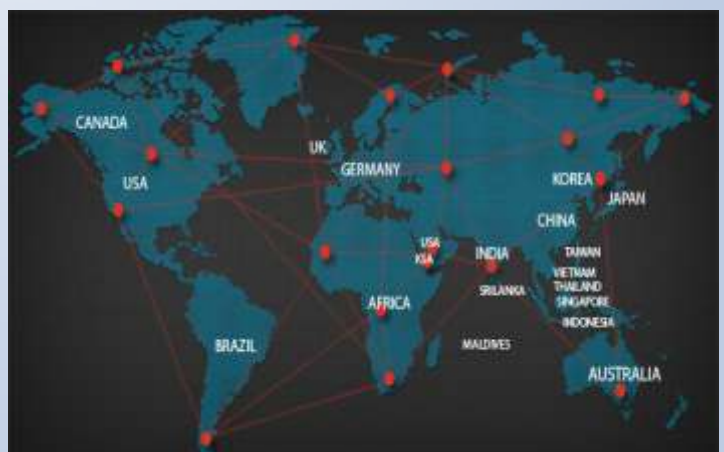 CANADA
UK
GERMANY
USA
KOREA
JAPAN
CHINA
USA
INDIA
TAIWAN
KSA
VIETNAM
THAILAND
SRILANKA
SINGAPORE
AFRICA
INDONESIA
BRAZIL
MALDIVES
AUSTRALIA